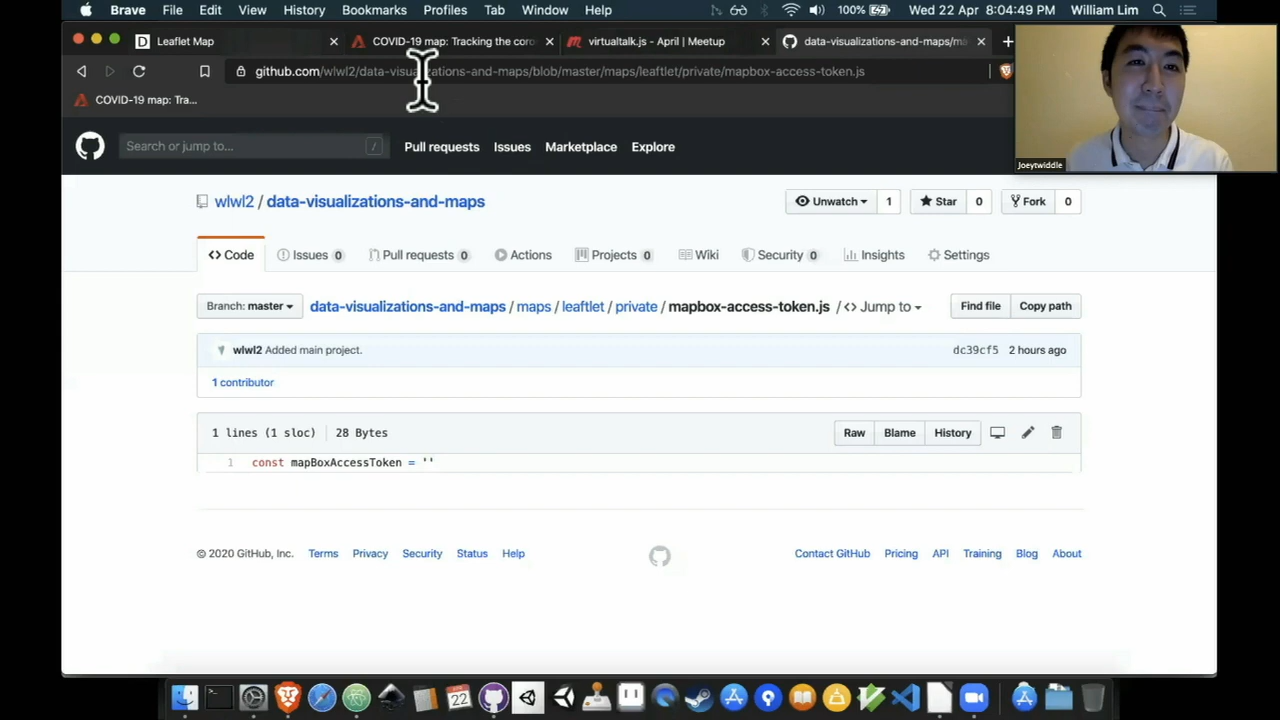 Brave File Edit View History Bookmarks Profiles Tab Window Help 100% Wed 22 Apr 8:04:49 PM William Lim
D Leaflet Map COVID-19 map: Tracking the coro virtualtalk.js - April | Meetup data-visualizations-and-maps/ma
github.com/wlwl2/data-visualizations-and-maps/blob/master/maps/leaftlet/private/mapbox-access-token.js
COVID-19 map: Tra...
Search or jump to... / Pull requests Issues Marketplace Explore
Joeytwiddle
wlwl2 / data-visualizations-and-maps Unwatch 1 Star 0 Fork 0
Code Issues 0 Pull requests 0 Actions Projects 0 Wiki Security 0 Insights Settings
Branch: master data-visualizations-and-maps / maps / leaftlet / private / mapbox-access-token.js / <> Jump to Find file Copy path
wlwl2 Added main project. dc39cf5 2 hours ago
1 contributor
1 lines (1 sloc) 28 Bytes Raw Blame History
1 const mapBoxAccessToken = ''
© 2020 GitHub, Inc. Terms Privacy Security Status Help Contact GitHub Pricing API Training Blog About
22